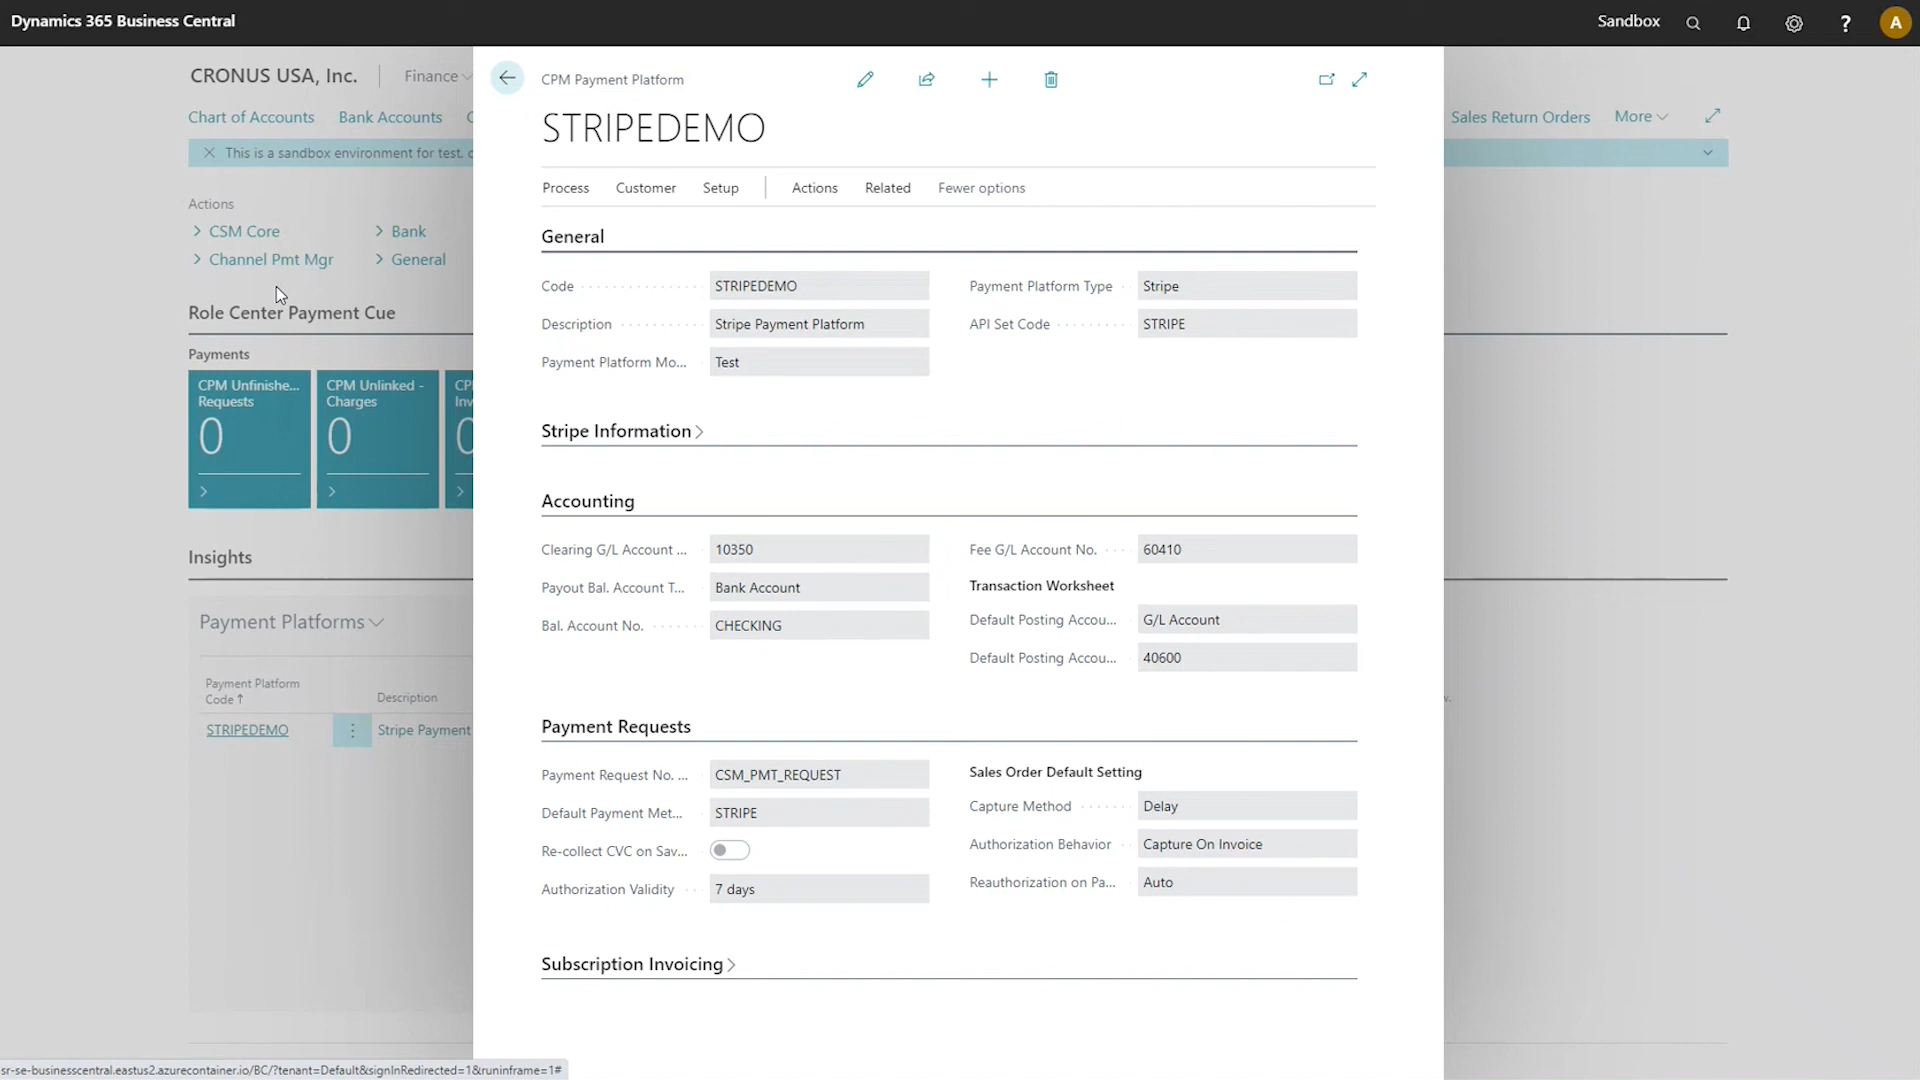 Dynamics 365 Business Central
Sandbox
?
A
CRONUS USA, Inc.
Finance
Chart of Accounts
Bank Accounts
Sales Return Orders
More
This is a sandbox environment for test,
Actions
CSM Core
Bank
Channel Pmt Mgr
General
Role Center Payment Cue
Payments
CPM Unfinishe...
Requests
0
CPM Unlinked -
Charges
0
Insights
Payment Platforms
Payment Platform
Code ↑
Description
STRIPEDEMO
Stripe Payment
CPM Payment Platform
STRIPEDEMO
Process
Customer
Setup
Actions
Related
Fewer options
General
Code
STRIPEDEMO
Payment Platform Type
Stripe
Description
Stripe Payment Platform
API Set Code
STRIPE
Payment Platform Mo...
Test
Stripe Information
Accounting
Clearing G/L Account ...
10350
Fee G/L Account No.
60410
Payout Bal. Account T...
Bank Account
Transaction Worksheet
Bal. Account No.
CHECKING
Default Posting Accou...
G/L Account
Default Posting Accou...
40600
Payment Requests
Payment Request No. ...
CSM_PMT_REQUEST
Sales Order Default Setting
Default Payment Met...
STRIPE
Capture Method
Delay
Re-collect CVC on Sav...
Authorization Behavior
Capture On Invoice
Authorization Validity
7 days
Reauthorization on Pa...
Auto
Subscription Invoicing
sr-se-businesscentral.eastus2.azurecontainer.io/BC/?tenant=Default&signInRedirected=1&runinframe=1#